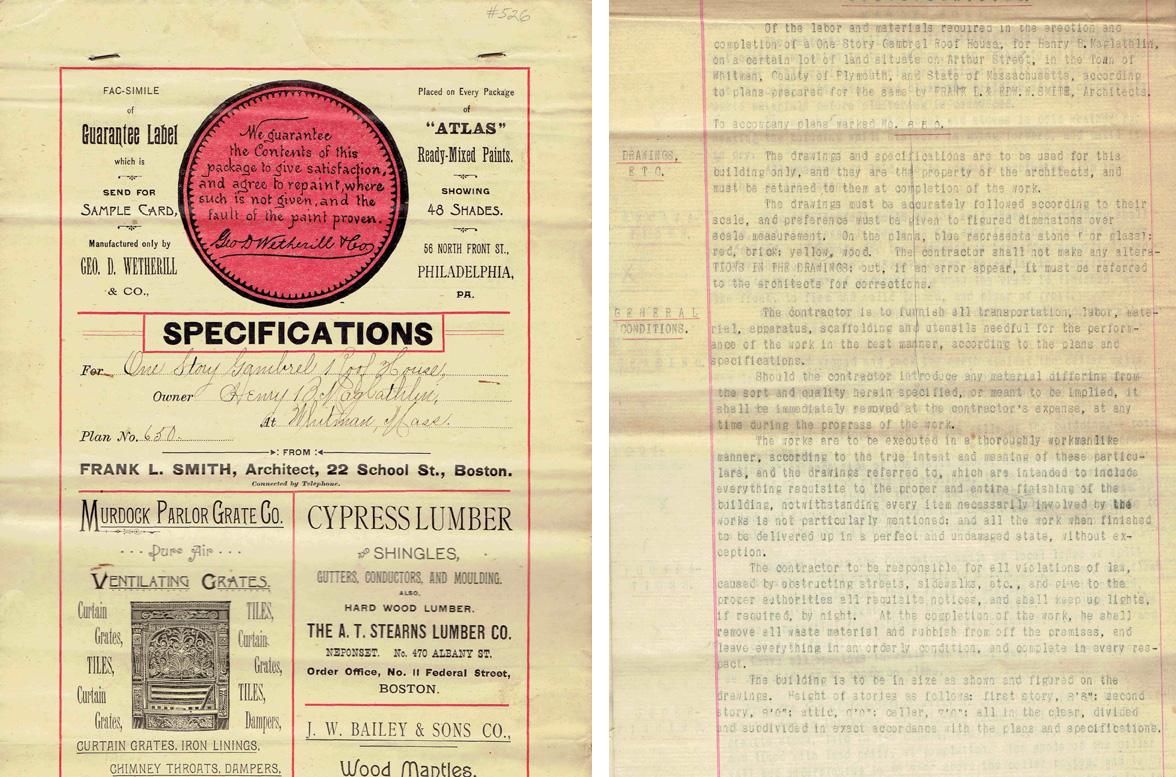 #526
FAC-SIMILE
of
Guarantee Label
which is
SEND FOR
SAMPLE CARD,
Manufactured only by
GEO. D. WETHERILL
& CO.,
We guarantee
the Contents of this
package to give satisfaction,
and agree to repaint, where
such is not given, and the
fault of the paint proven.
Geo D Wetherill & Co
Placed on Every Package
of
"ATLAS"
Ready-Mixed Paints.
SHOWING
48 SHADES.
56 NORTH FRONT ST.,
PHILADELPHIA,
PA.
SPECIFICATIONS
For One Story Gambrel Roof House,
Owner Henry B. Maglathlin,
At Whitman, Mass.
Plan No. 650.
FROM
FRANK L. SMITH, Architect, 22 School St., Boston.
Connected by Telephone.
MURDOCK PARLOR GRATE CO.
Pure Air
VENTILATING GRATES.
Curtain
Grates,
TILES,
Curtain
Grates,
TILES,
Curtain.
Grates,
TILES,
Dampers,
CURTAIN GRATES, IRON LININGS,
CHIMNEY THROATS, DAMPERS,
CYPRESS LUMBER
SHINGLES,
GUTTERS, CONDUCTORS, AND MOULDING.
ALSO,
HARD WOOD LUMBER.
THE A. T. STEARNS LUMBER CO.
NEPONSET. No. 470 ALBANY ST.
Order Office, No. 11 Federal Street,
BOSTON.
J. W. BAILEY & SONS CO.,
Wood Mantles,
Of the labor and materials required in the erection and
completion of a One Story Gambrel Roof House, for Henry B. Maglathlin,
on a certain lot of land situate on Arthur Street, in the Town of
Whitman, County of Plymouth, and State of Massachusetts, according
to plans prepared for the same by FRANK L. & EDW. W. SMITH, Architects.
To accompany plans marked No.
DRAWINGS,
E T C.
The drawings and specifications are to be used for this
building only, and they are the property of the architects, and
must be returned to them at completion of the work.
The drawings must be accurately followed according to their
scale, and preference must be given to figured dimensions over
scale measurement. On the plans, blue represents stone ( or glass);
red, brick: yellow, wood. The contractor shall not make any altera-
TIONS IN THE DRAWINGS: but, if an error appear, it must be referred
to the architects for corrections.
G E N E R A L
CONDITIONS.
The contractor is to furnish all transportation, labor, mate-
rial, apparatus, scaffolding and utensils needful for the perform-
ance of the work in the best manner, according to the plans and
specifications.
Should the contractor introduce any material differing from
the sort and quality herein specified, or meant to be implied, it
shall be immediately removed at the contractor's expense, at any
time during the progress of the work.
The works are to be executed in a thoroughly workmanlike
manner, according to the true intent and meaning of these particu-
lars, and the drawings referred to, which are intended to include
everything requisite to the proper and entire finishing of the
building, notwithstanding every item necessarily involved by the
works is not particularly mentioned: and all the work when finished
to be delivered up in a perfect and undamaged state, without ex-
ception.
The contractor to be responsible for all violations of law,
caused by obstructing streets, sidewalks, etc., and give to the
proper authorities all requisite notices, and shall keep up lights,
if required, by night. At the completion of the work, he shall
remove all waste material and rubbish from off the premises, and
leave everything in an orderly condition, and complete in every res-
pect.
The building is to be in size as shown and figured on the
drawings. Height of stories as follows: first story, second
story, attic, cellar, all in the clear, divided
and subdivided in exact accordance with the plans and specifications.